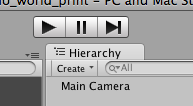 _world_print - PC and Mac St
Hierarchy
Create All
Main Camera